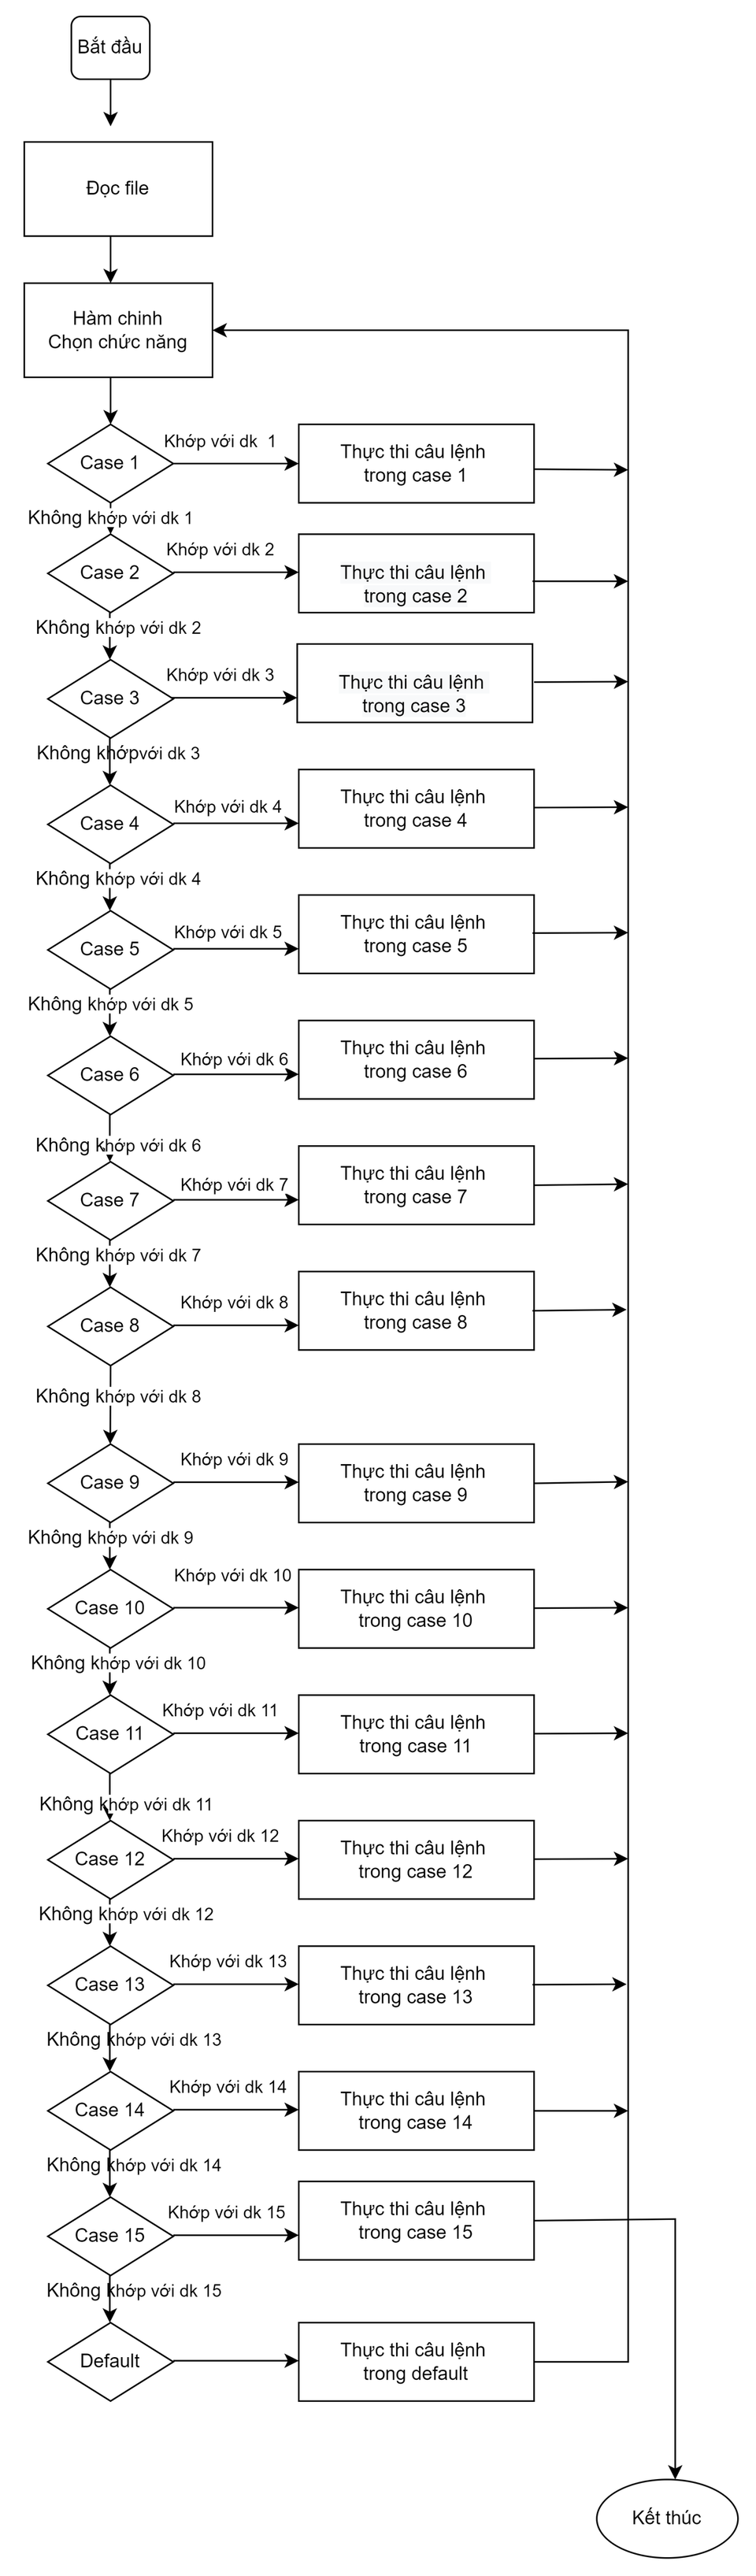 Bắt đầu
Đọc file
Hàm chinh
Chọn chức năng
Case 1
Khớp với dk 1
Thực thi câu lệnh
trong case 1
Không khớp với dk 1
Case 2
Khớp với dk 2
Thực thi câu lệnh
trong case 2
Không khớp với dk 2
Case 3
Khớp với dk 3
Thực thi câu lệnh
trong case 3
Không khớp với dk 3
Case 4
Khớp với dk 4
Thực thi câu lệnh
trong case 4
Không khớp với dk 4
Case 5
Khớp với dk 5
Thực thi câu lệnh
trong case 5
Không khớp với dk 5
Case 6
Khớp với dk 6
Thực thi câu lệnh
trong case 6
Không khớp với dk 6
Case 7
Khớp với dk 7
Thực thi câu lệnh
trong case 7
Không khớp với dk 7
Case 8
Khớp với dk 8
Thực thi câu lệnh
trong case 8
Không khớp với dk 8
Case 9
Khớp với dk 9
Thực thi câu lệnh
trong case 9
Không khớp với dk 9
Case 10
Khớp với dk 10
Thực thi câu lệnh
trong case 10
Không khớp với dk 10
Case 11
Khớp với dk 11
Thực thi câu lệnh
trong case 11
Không khớp với dk 11
Case 12
Khớp với dk 12
Thực thi câu lệnh
trong case 12
Không khớp với dk 12
Case 13
Khớp với dk 13
Thực thi câu lệnh
trong case 13
Không khớp với dk 13
Case 14
Khớp với dk 14
Thực thi câu lệnh
trong case 14
Không khớp với dk 14
Case 15
Khớp với dk 15
Thực thi câu lệnh
trong case 15
Không khớp với dk 15
Default
Thực thi câu lệnh
trong default
Kết thúc